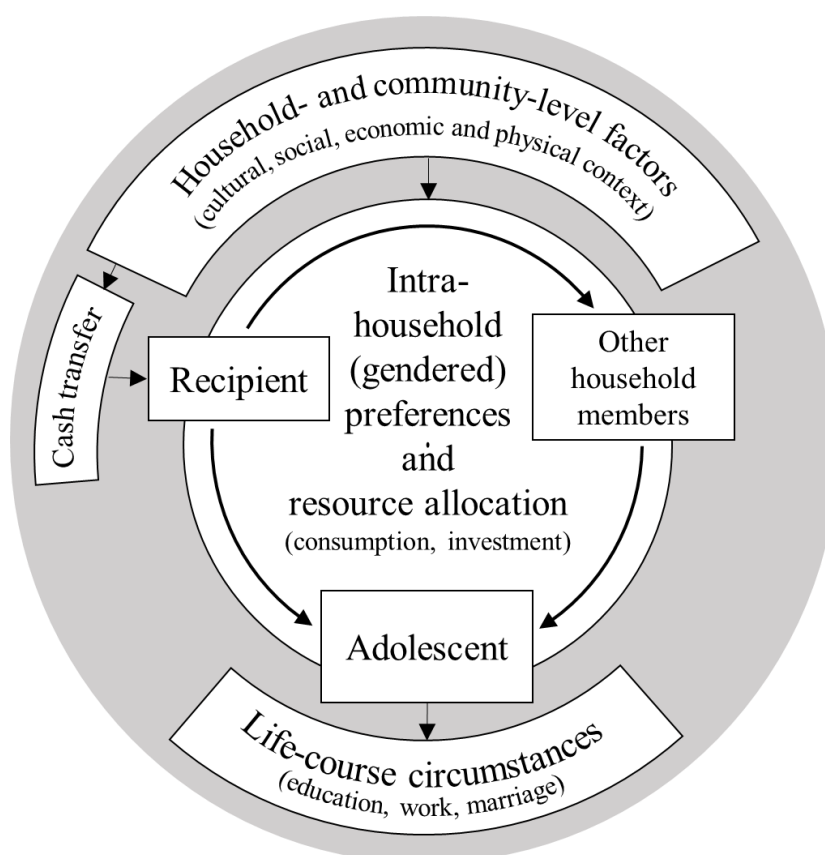 Household- and community-level factors
(cultural, social, economic and physical context)
Cash transfer
Recipient
Intra-
household
(gendered)
preferences
and
resource allocation
(consumption, investment)
Other
household
members
Adolescent
Life-course circumstances
(education, work, marriage)